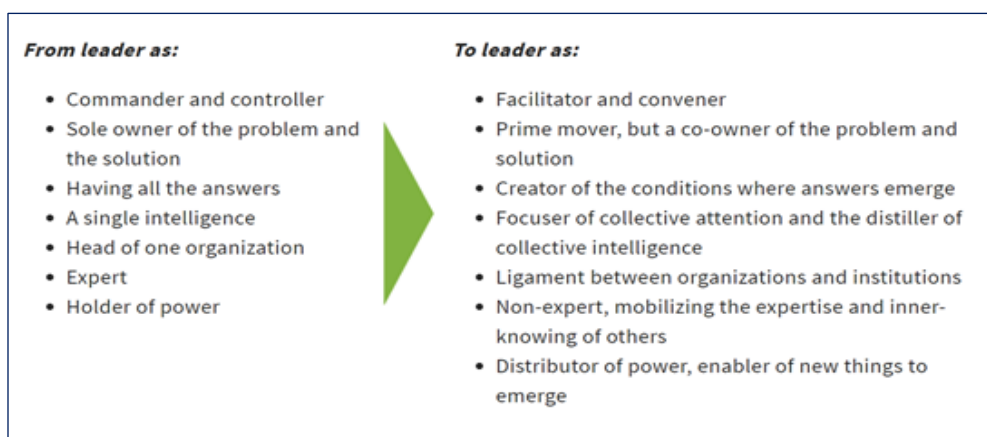 From leader as:
• Commander and controller
• Sole owner of the problem and
the solution
• Having all the answers
• A single intelligence
• Head of one organization
• Expert
• Holder of power
To leader as:
• Facilitator and convener
• Prime mover, but a co-owner of the problem and
solution
• Creator of the conditions where answers emerge
• Focuser of collective attention and the distiller of
collective intelligence
• Ligament between organizations and institutions
• Non-expert, mobilizing the expertise and inner-
knowing of others
• Distributor of power, enabler of new things to
emerge